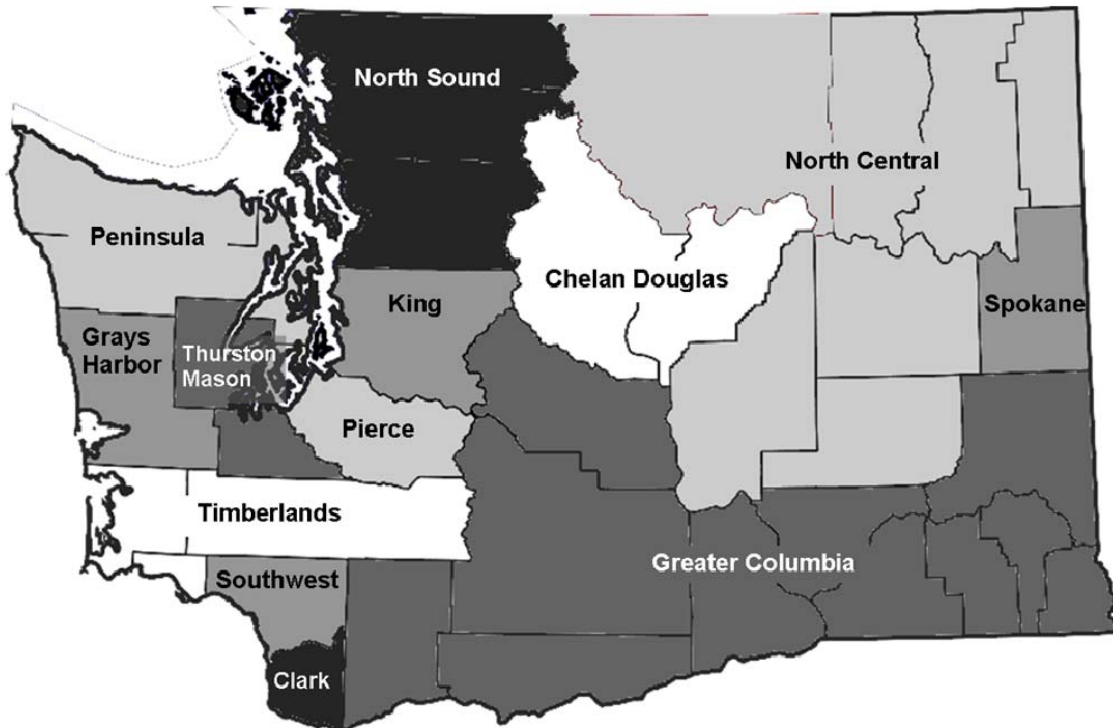 North Sound
North Central
Peninsula
Chelan Douglas
King
Spokane
Grays
Harbor
Thurston
Mason
Pierce
Timberlands
Greater Columbia
Southwest
Clark